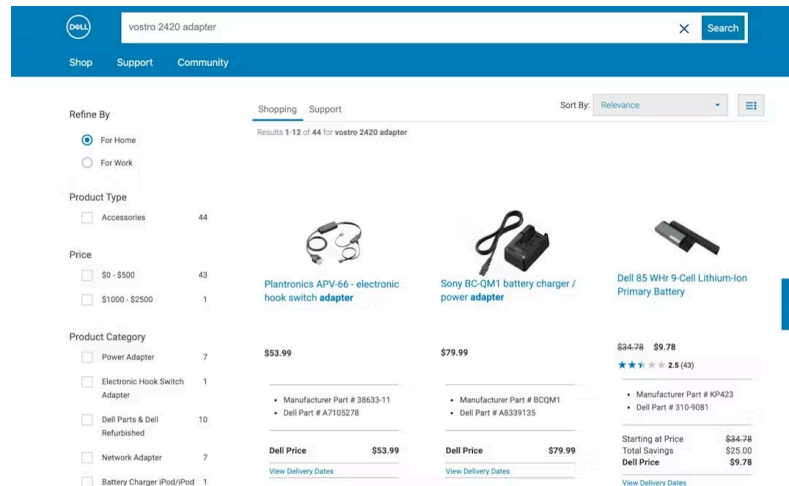 DELL
vostro 2420 adapter
Search
Shop Support Community
Refine By
For Home
For Work
Product Type
Accessories 44
Price
$0 - $500 43
$1000 - $2500 1
Product Category
Power Adapter 7
Electronic Hook Switch 1
Adapter
Dell Parts & Dell 10
Refurbished
Network Adapter 7
Battery Charger iPod/iPod 1
Shopping Support
Sort By: Relevance
Results 1-12 of 44 for vostro 2420 adapter
Plantronics APV-66 - electronic
hook switch adapter
$53.99
Manufacturer Part # 38633-11
Dell Part # A7105278
Dell Price $53.99
View Delivery Dates
Sony BC-QM1 battery charger /
power adapter
$79.99
Manufacturer Part # BCQM1
Dell Part # A8339135
Dell Price $79.99
View Delivery Dates
Dell 85 WHr 9-Cell Lithium-Ion
Primary Battery
$34.78 $9.78
2.5 (43)
Manufacturer Part # KP423
Dell Part # 310-9081
Starting at Price $34.78
Total Savings $25.00
Dell Price $9.78
View Delivery Dates